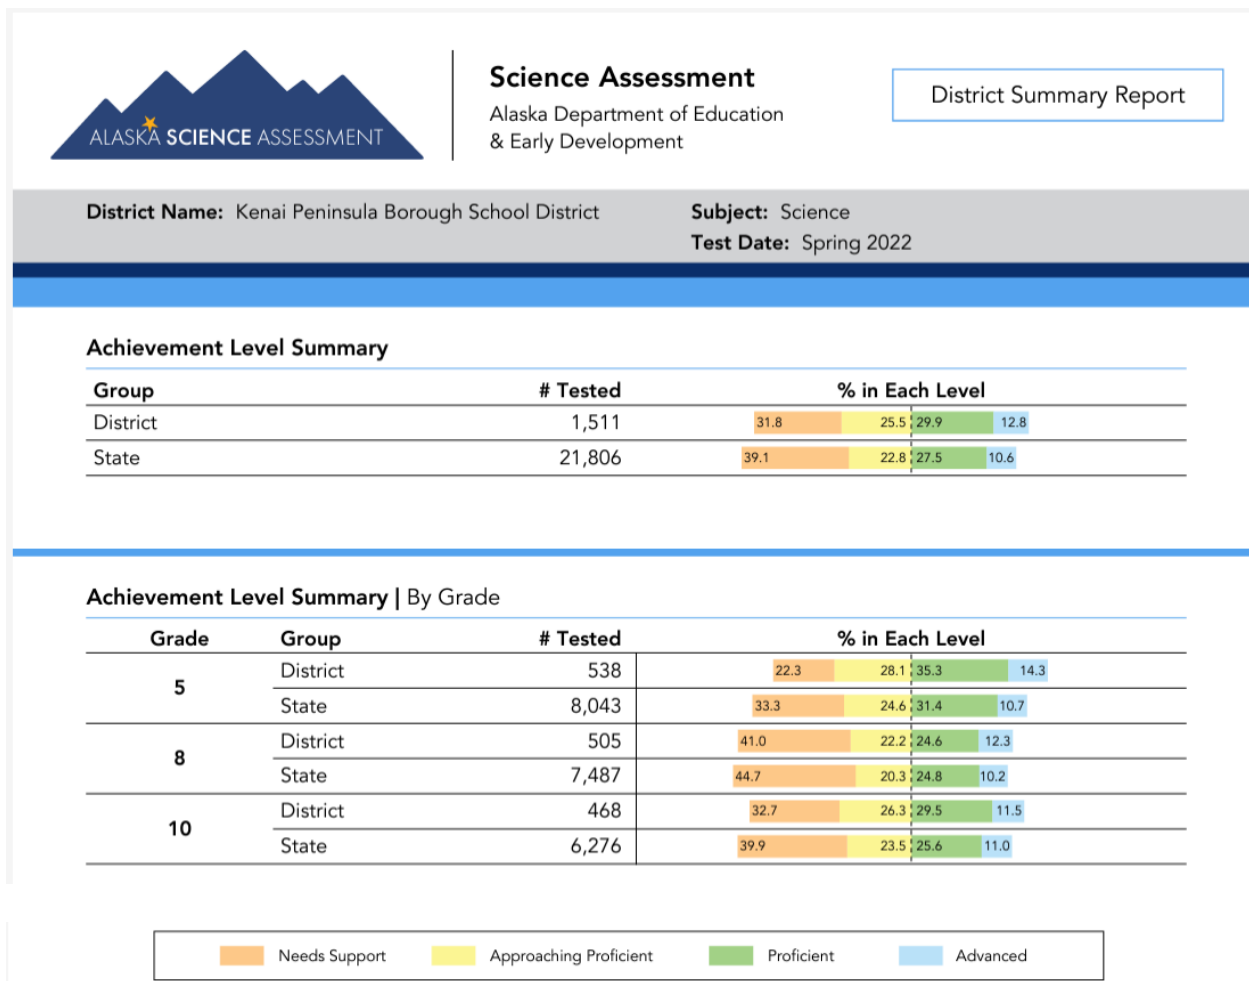 ALASKA SCIENCE ASSESSMENT
Science Assessment
Alaska Department of Education
& Early Development
District Summary Report
District Name: Kenai Peninsula Borough School District
Subject: Science
Test Date: Spring 2022
Achievement Level Summary
Group # Tested % in Each Level
District 1,511 31.8 25.5 29.9 12.8
State 21,806 39.1 22.8 27.5 10.6
Achievement Level Summary | By Grade
Grade Group # Tested % in Each Level
5
District 538 22.3 28.1 35.3 14.3
State 8,043 33.3 24.6 31.4 10.7
8
District 505 41.0 22.2 24.6 12.3
State 7,487 44.7 20.3 24.8 10.2
10
District 468 32.7 26.3 29.5 11.5
State 6,276 39.9 23.5 25.6 11.0
Needs Support Approaching Proficient Proficient Advanced